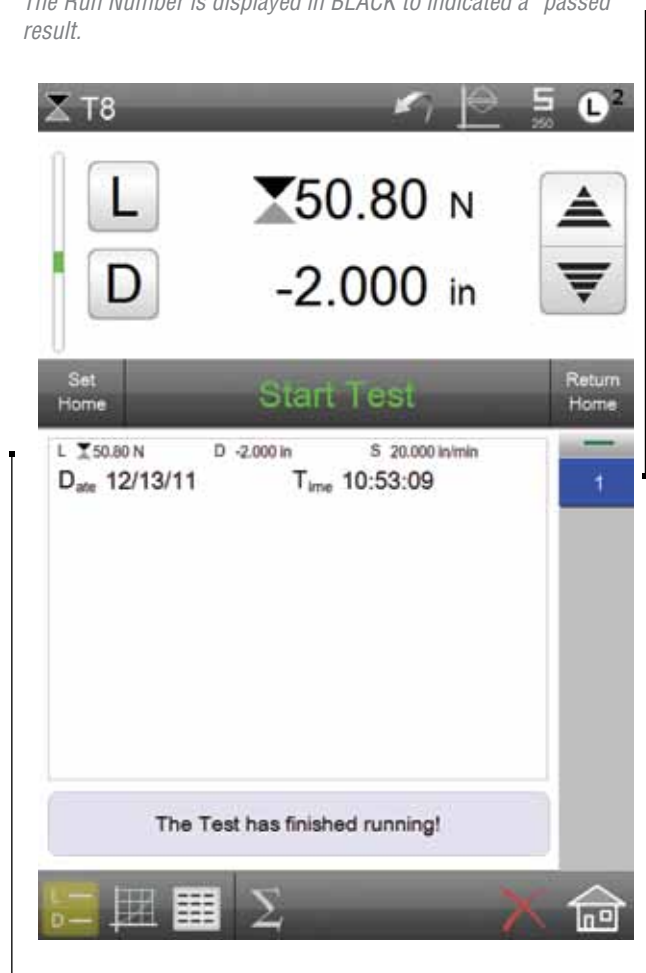 The Run Number is displayed in BLACK to indicated a "passed"
result.
T8
S
250
L 2
L
50.80 N
D
-2.000 in
Set
Home
Start Test
Return
Home
L 50.80 N D -2.000 in S 20.000 in/min
Date 12/13/11 Time 10:53:09
1
The Test has finished running!
L
D
Σ